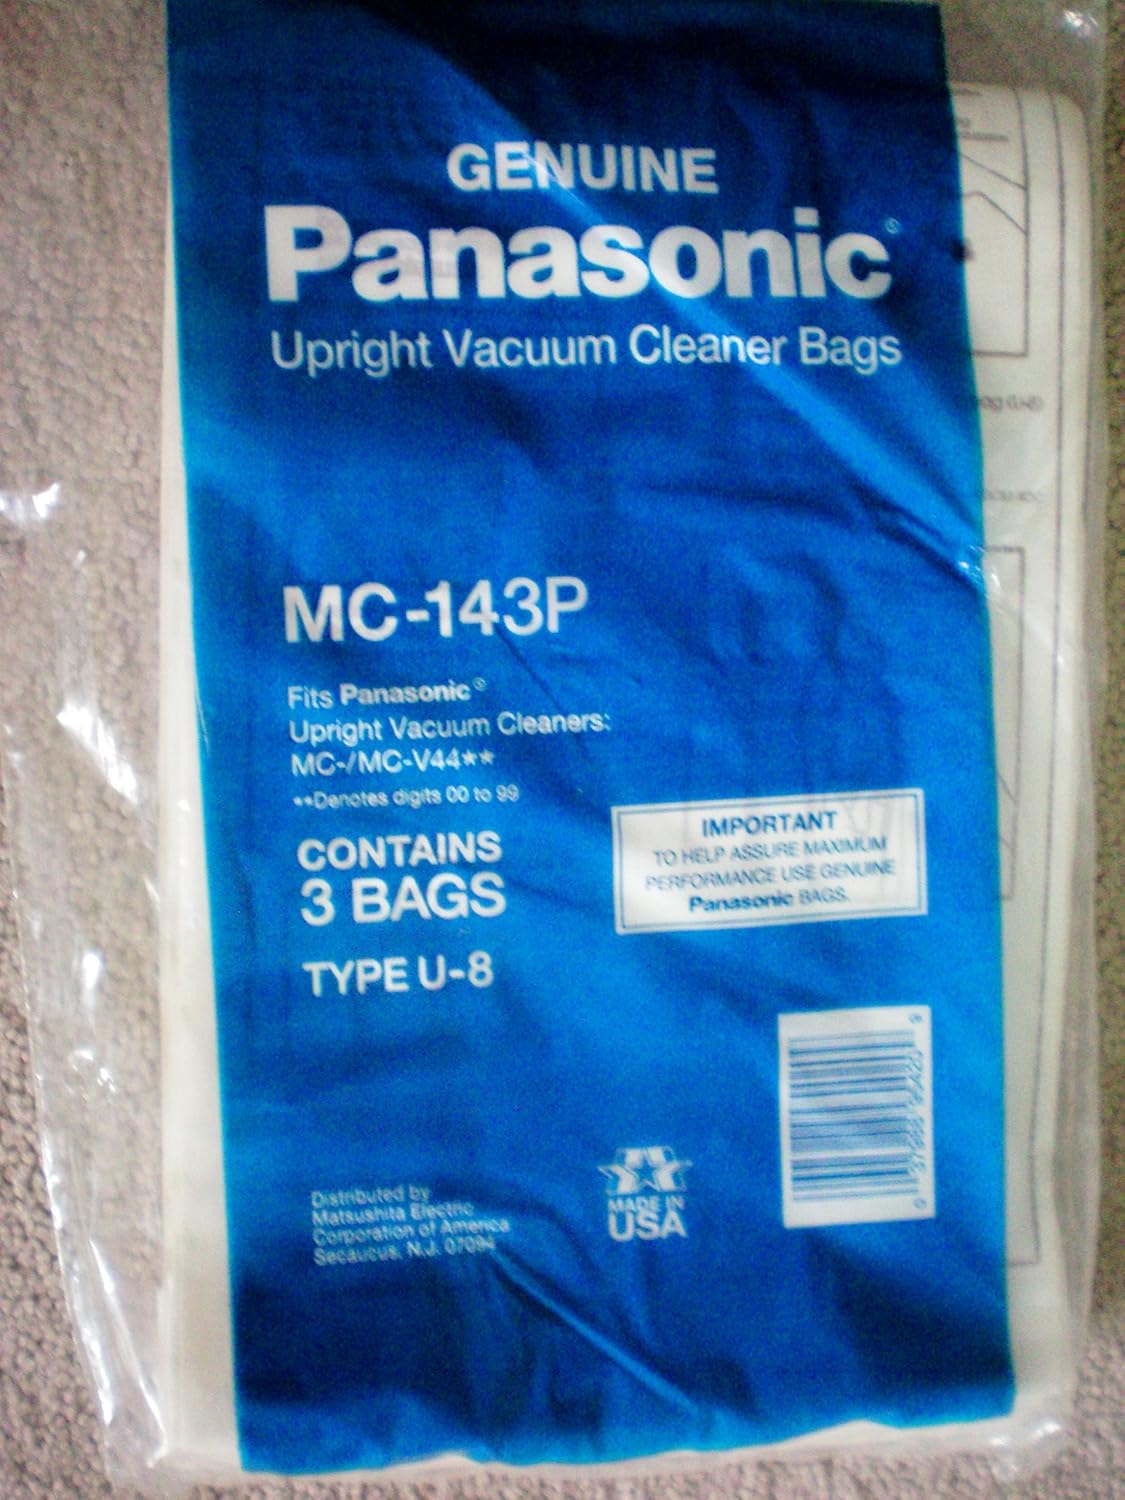 GENUINE
Panasonic®
Upright Vacuum Cleaner Bags
MC-143P
Fits Panasonic®
Upright Vacuum Cleaners:
MC-/MC-V44**
**Denotes digits 00 to 99
CONTAINS
3 BAGS
TYPE U-8
IMPORTANT
TO HELP ASSURE MAXIMUM
PERFORMANCE USE GENUINE
Panasonic BAGS.
Distributed by
Matsushita Electric
Corporation of America
Secaucus, N.J. 07094
MADE IN
USA